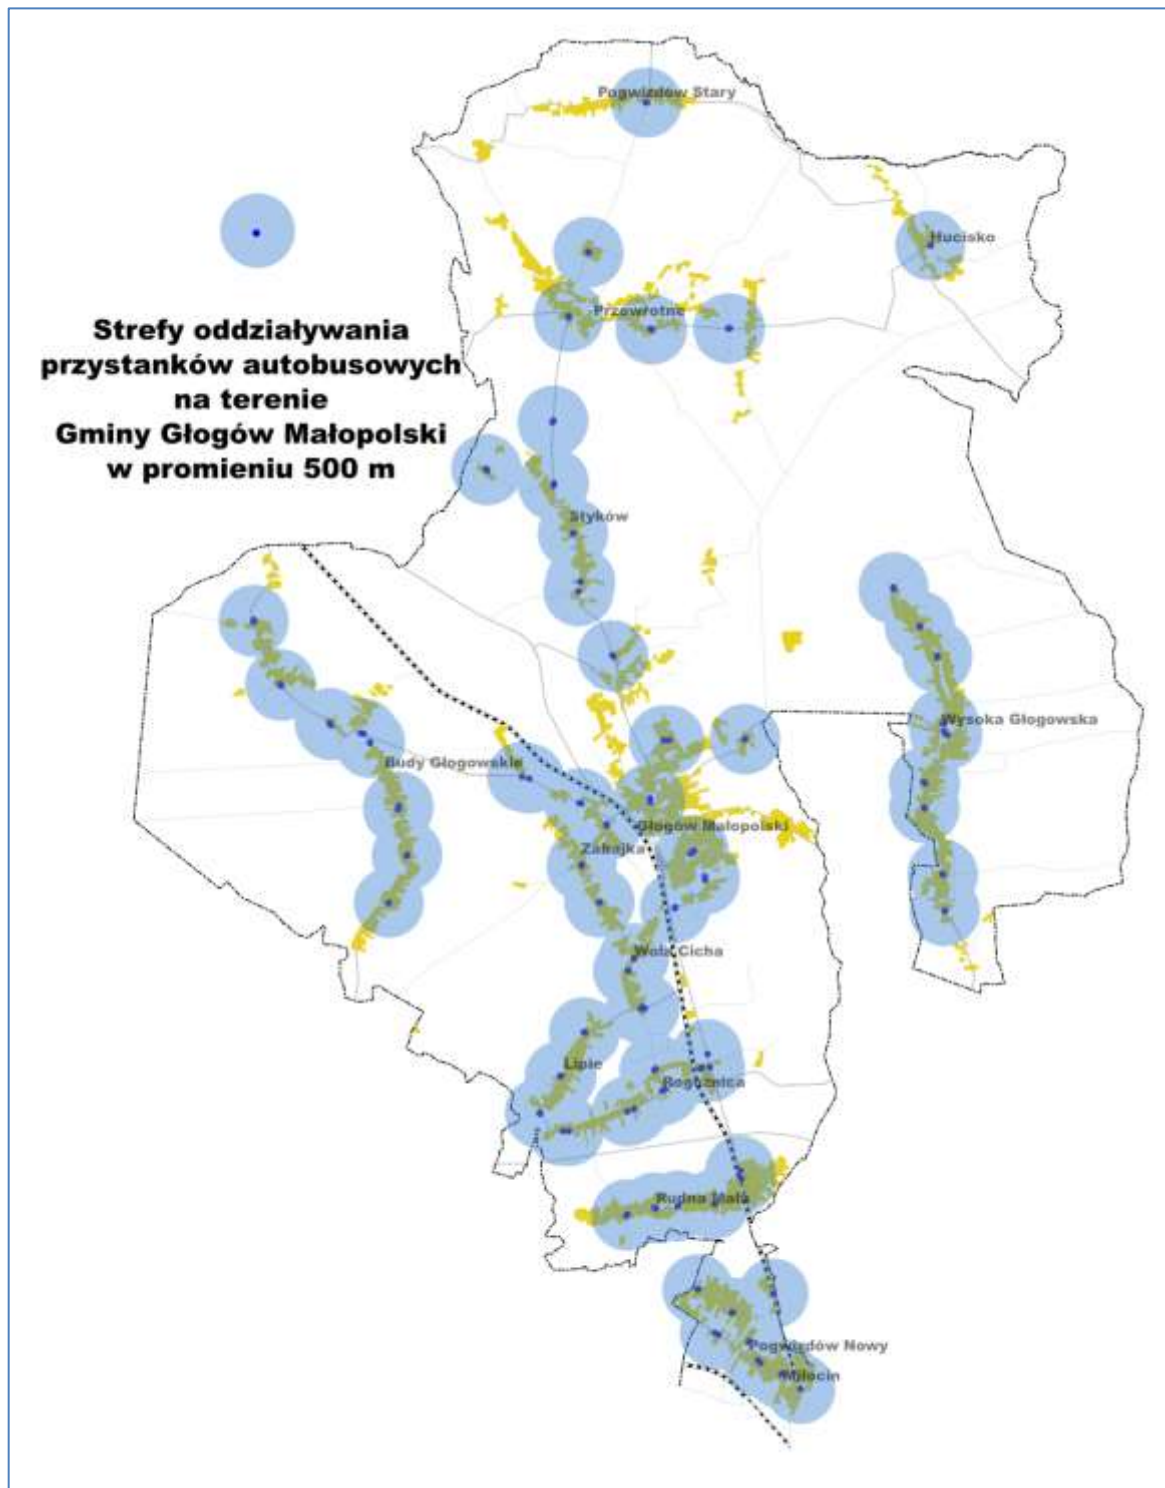 Pogwizdów Stary
Hucisko
Przewrotne
Strefy oddziaływania
przystanków autobusowych
na terenie
Gminy Głogów Małopolski
w promieniu 500 m
Styków
Wysoka Głogowska
Budy Głogowskie
Głogów Małopolski
Zabajka
Wola Cicha
Lipie
Rogoźnica
Rudna Mała
Pogwizdów Nowy
Miłocin